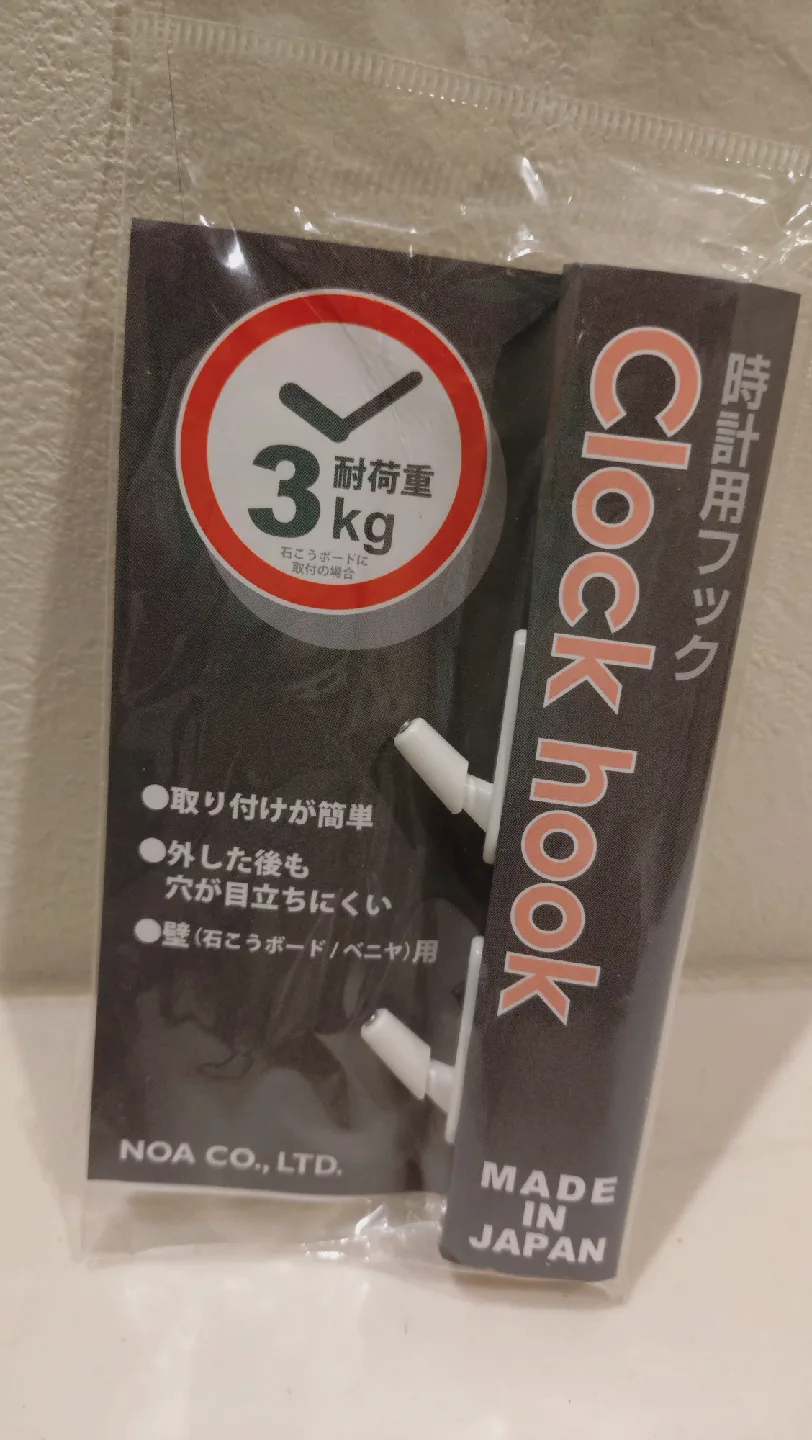 3 耐荷重
kg
石こうボードに
取付の場合
●取り付けが簡単
●外した後も
穴が目立ちにくい
●壁(石こうボード/ベニヤ)用
NOA CO., LTD.
時計用フック
Clock hook
MADE
IN
JAPAN